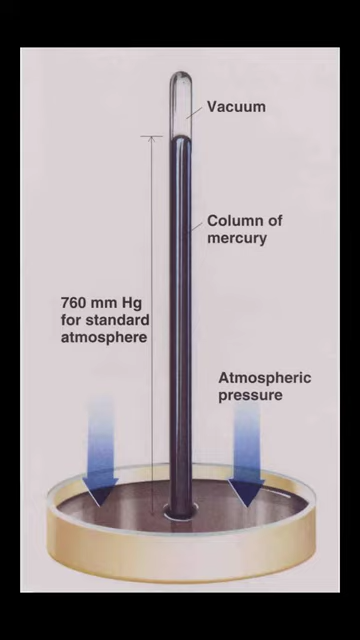 Vacuum
Column of
mercury
760 mm Hg
for standard
atmosphere
Atmospheric
pressure